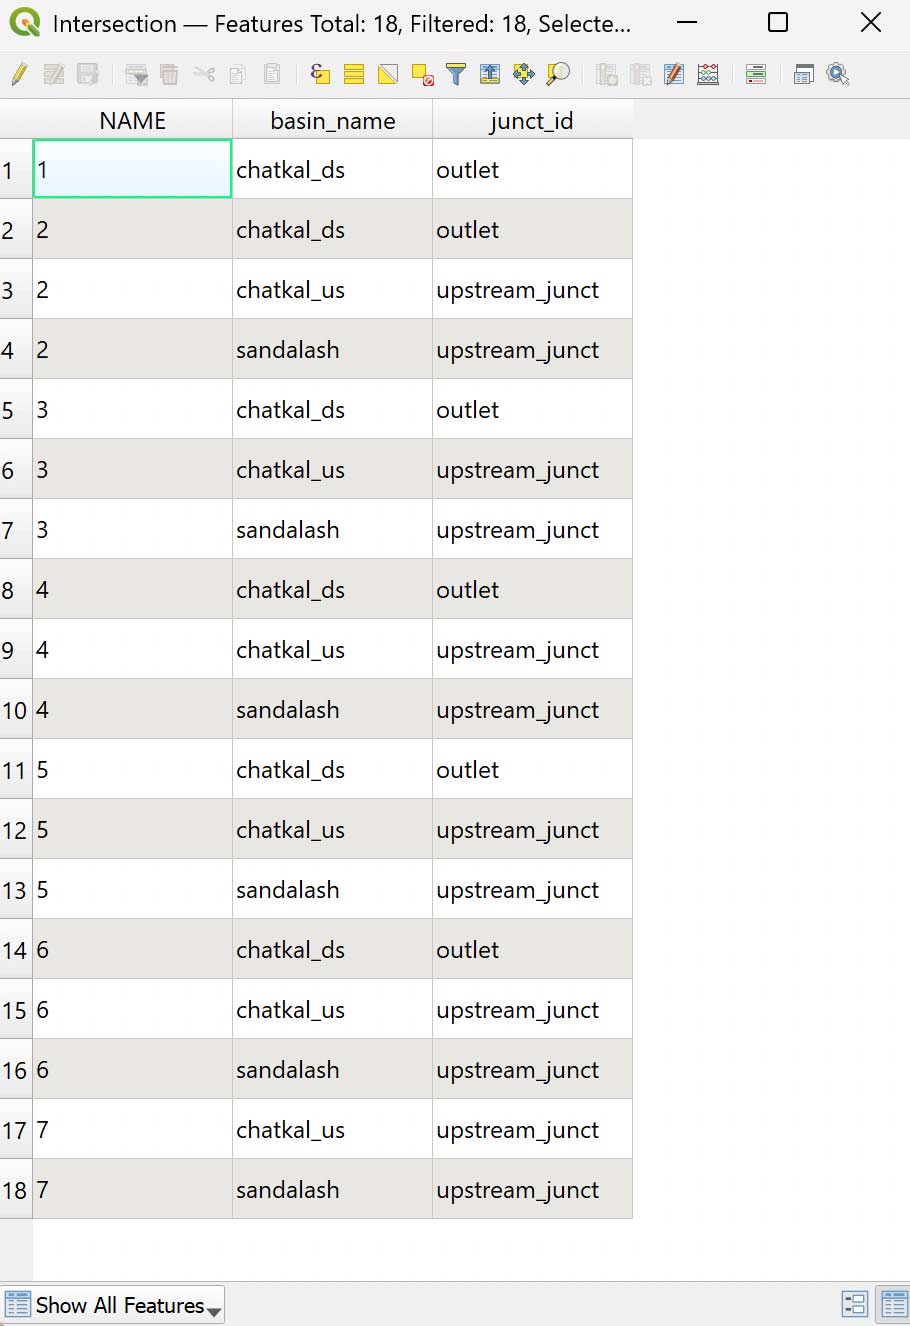 Intersection — Features Total: 18, Filtered: 18, Selecte...
NAME basin_name junct_id
1 1 chatkal_ds outlet
2 2 chatkal_ds outlet
3 2 chatkal_us upstream_junct
4 2 sandalash upstream_junct
5 3 chatkal_ds outlet
6 3 chatkal_us upstream_junct
7 3 sandalash upstream_junct
8 4 chatkal_ds outlet
9 4 chatkal_us upstream_junct
10 4 sandalash upstream_junct
11 5 chatkal_ds outlet
12 5 chatkal_us upstream_junct
13 5 sandalash upstream_junct
14 6 chatkal_ds outlet
15 6 chatkal_us upstream_junct
16 6 sandalash upstream_junct
17 7 chatkal_us upstream_junct
18 7 sandalash upstream_junct
Show All Features